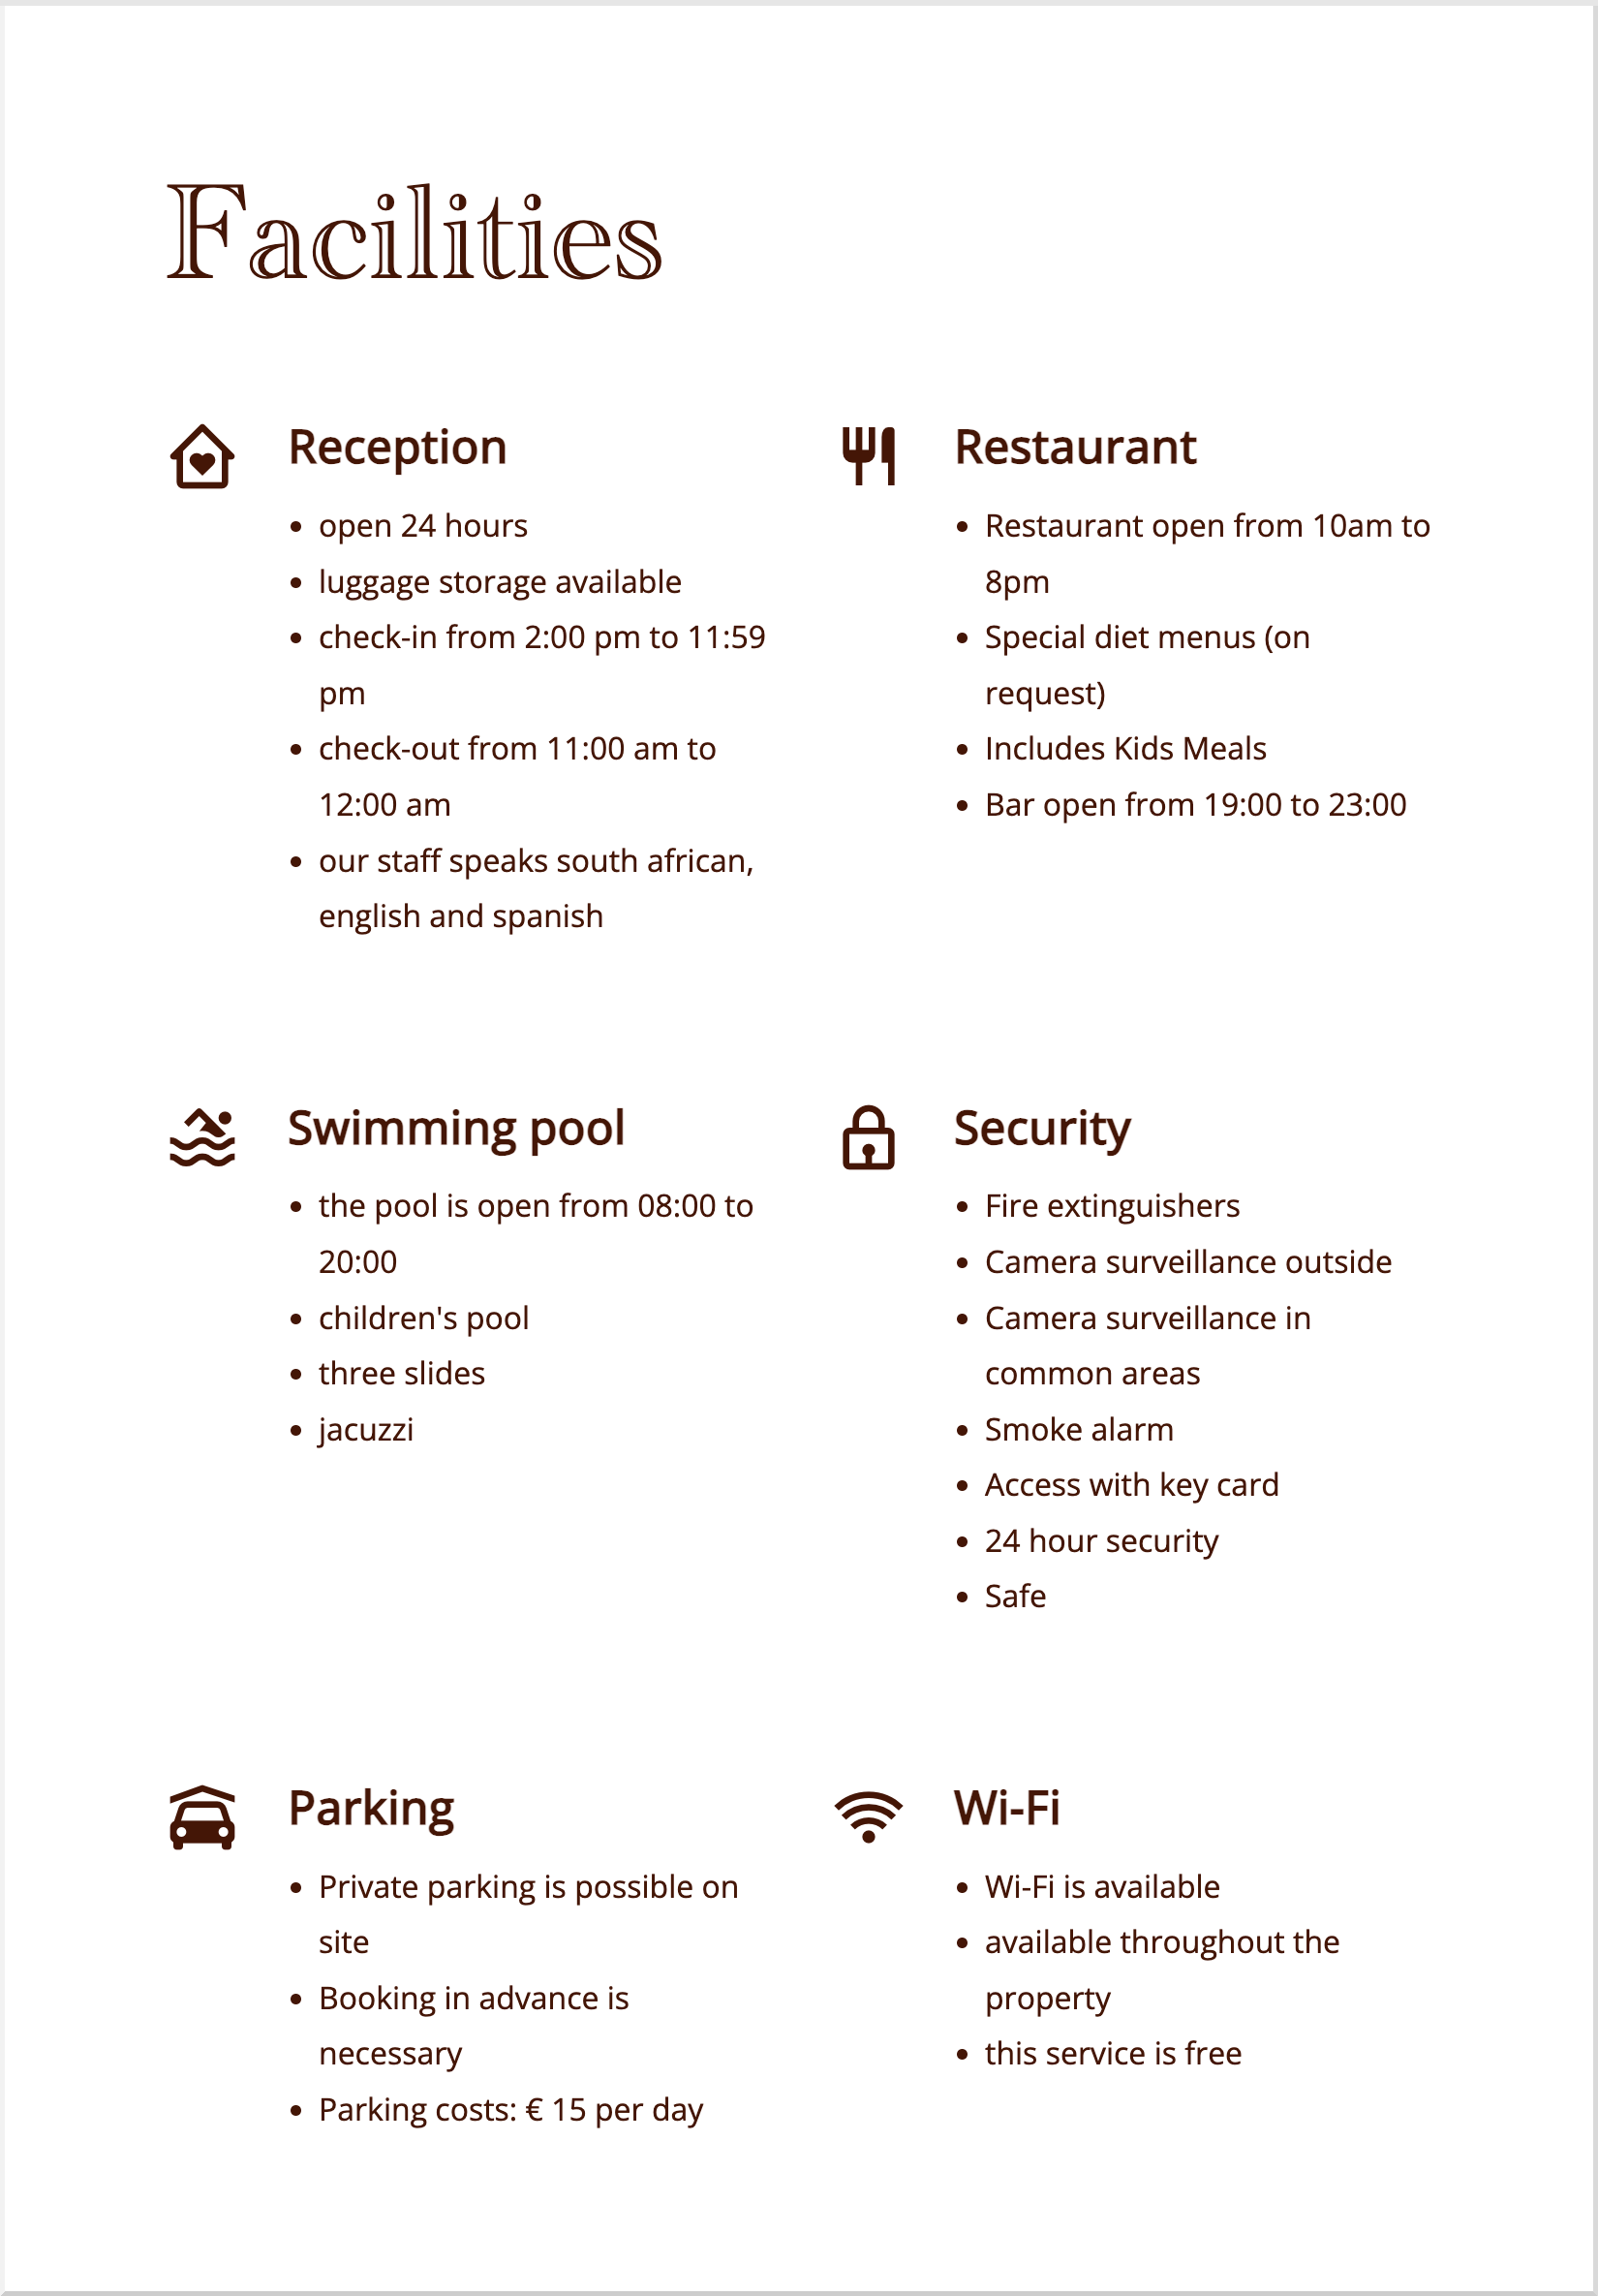 Facilities
Reception
• open 24 hours
• luggage storage available
• check-in from 2:00 pm to 11:59
pm
• check-out from 11:00 am to
12:00 am
• our staff speaks south african,
english and spanish
Restaurant
• Restaurant open from 10am to
8pm
• Special diet menus (on
request)
• Includes Kids Meals
• Bar open from 19:00 to 23:00
Swimming pool
• the pool is open from 08:00 to
20:00
• children's pool
• three slides
• jacuzzi
Security
• Fire extinguishers
• Camera surveillance outside
• Camera surveillance in
common areas
• Smoke alarm
• Access with key card
• 24 hour security
• Safe
Parking
• Private parking is possible on
site
• Booking in advance is
necessary
• Parking costs: € 15 per day
Wi-Fi
• Wi-Fi is available
• available throughout the
property
• this service is free